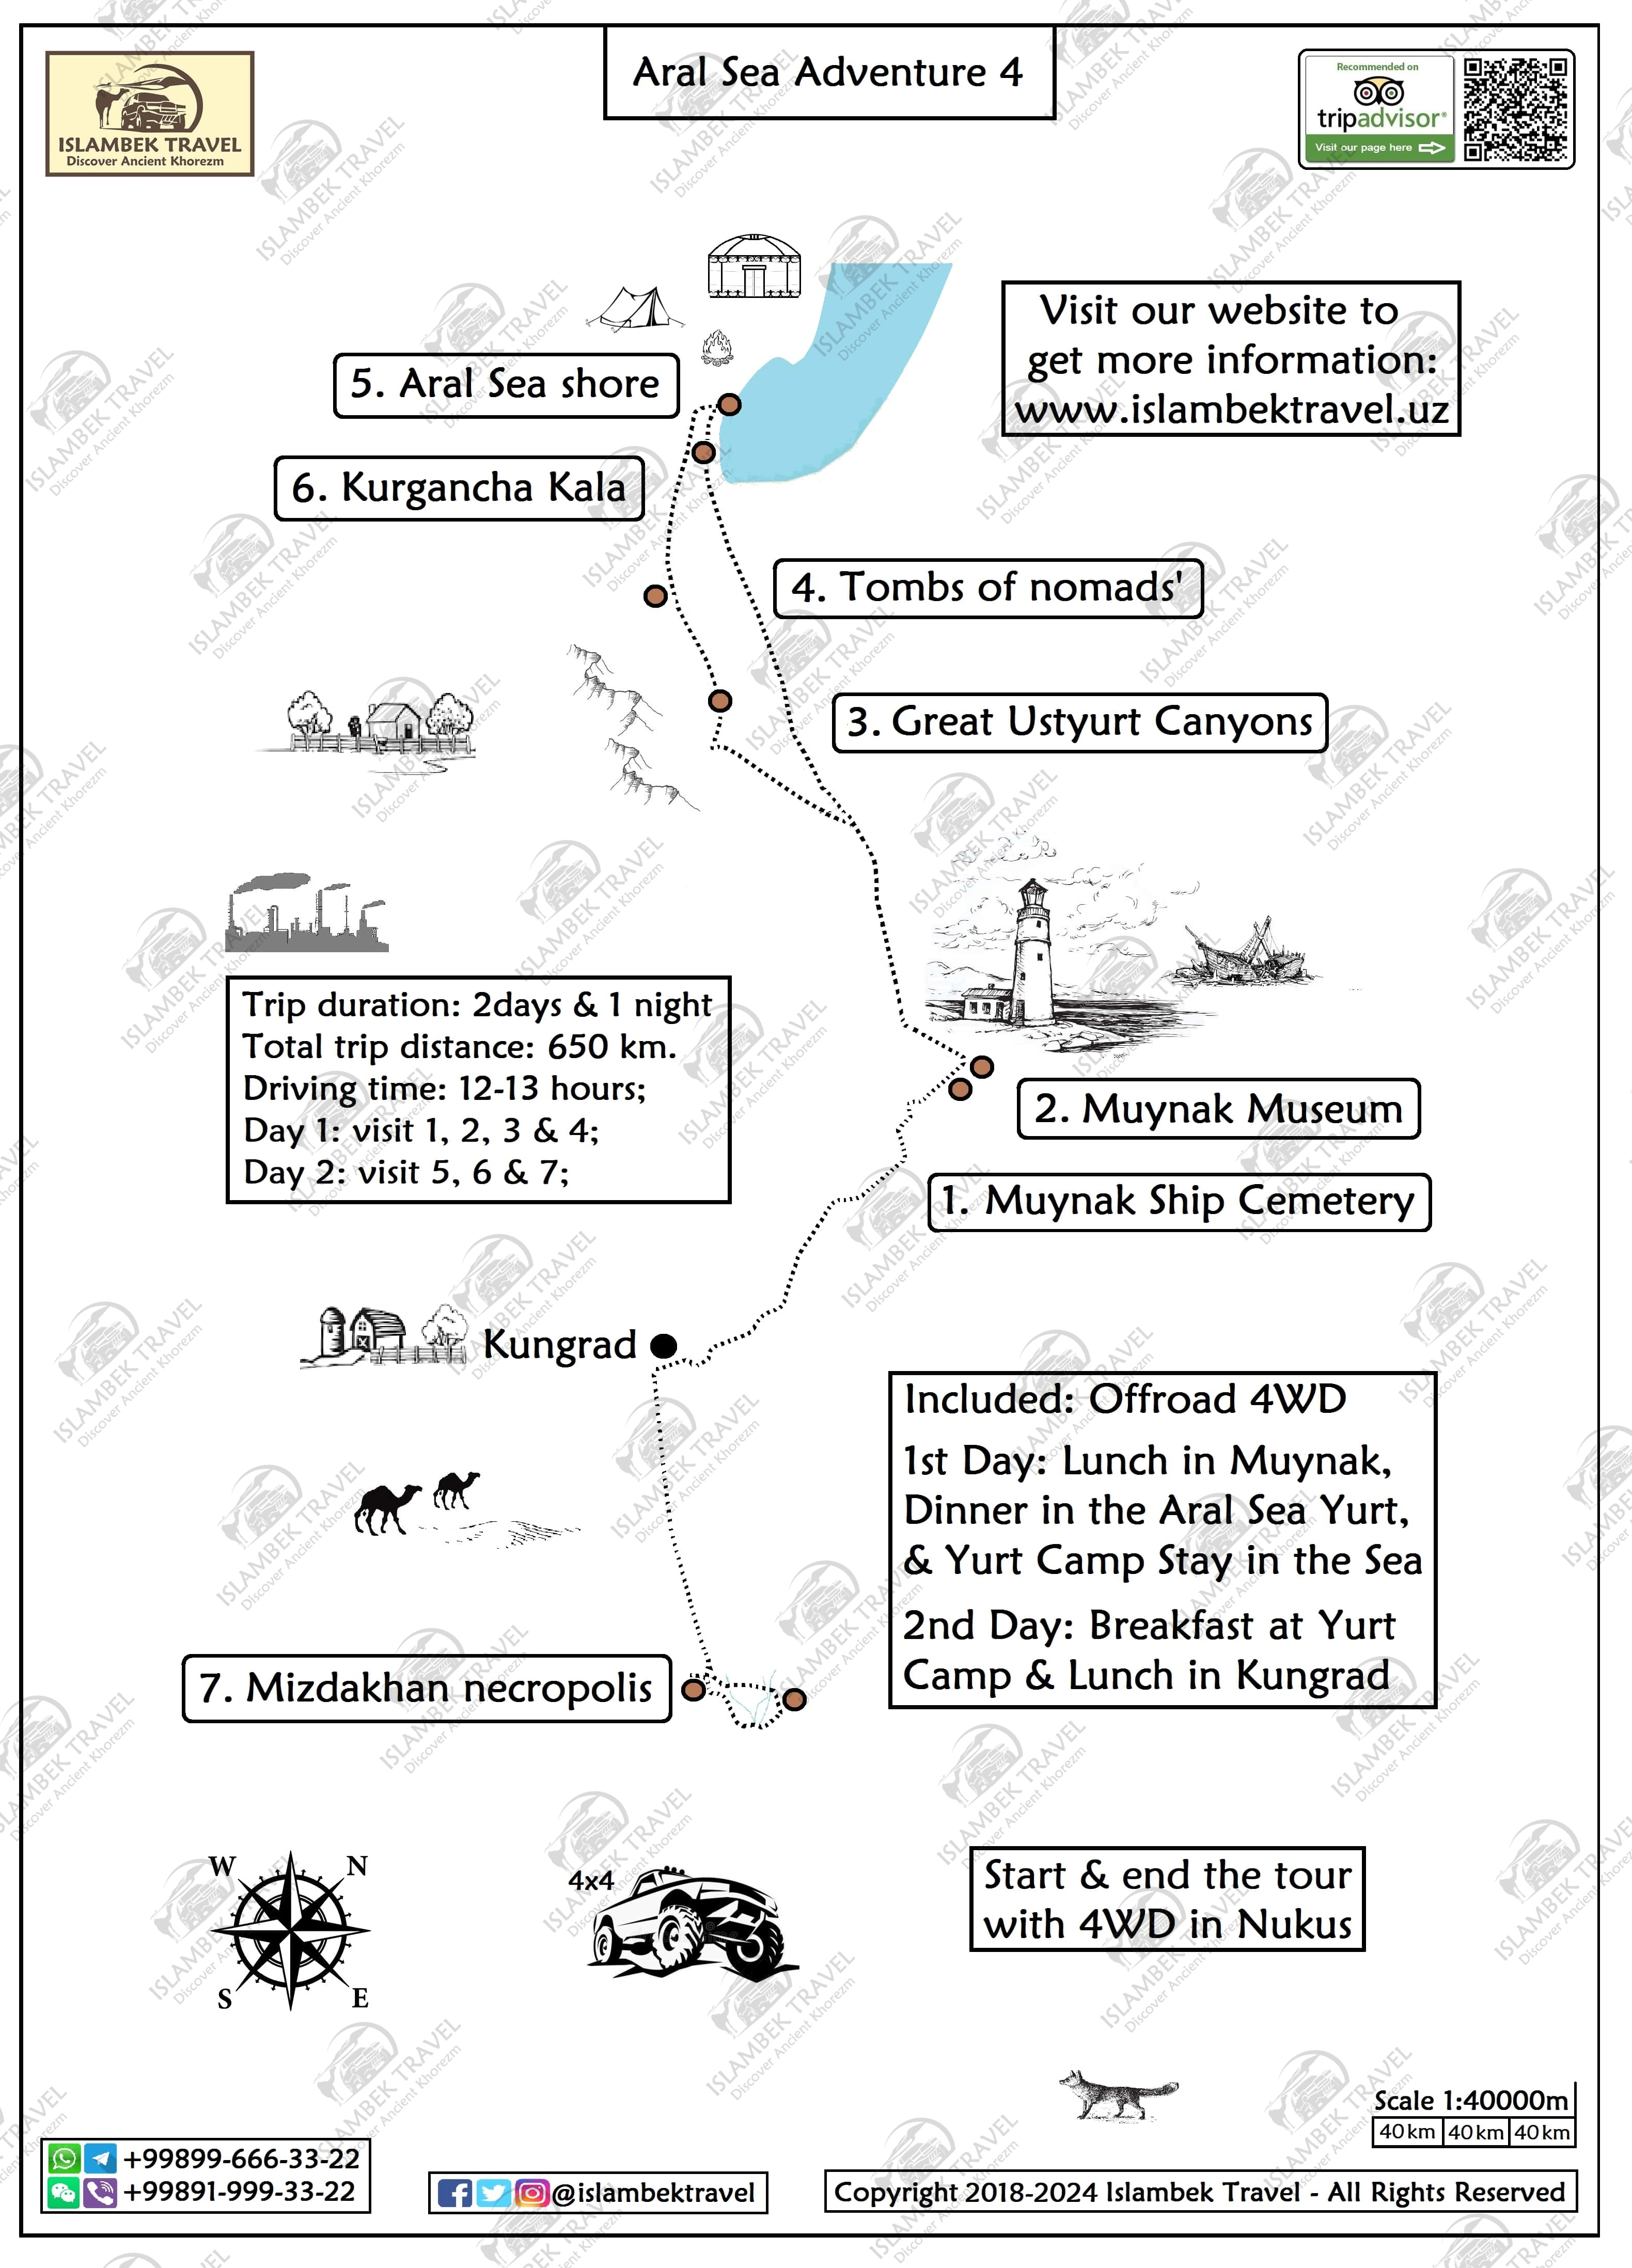 Aral Sea Adventure 4
ISLAMBEK TRAVEL
Discover Ancient Khorezm
Recommended on
tripadvisor®
Visit our page here
Visit our website to
get more information:
www.islambektravel.uz
5. Aral Sea shore
6. Kurgancha Kala
4. Tombs of nomads'
3. Great Ustyurt Canyons
Trip duration: 2days & 1 night
Total trip distance: 650 km.
Driving time: 12-13 hours;
Day 1: visit 1, 2, 3 & 4;
Day 2: visit 5, 6 & 7;
2. Muynak Museum
1. Muynak Ship Cemetery
Kungrad
Included: Offroad 4WD
1st Day: Lunch in Muynak,
Dinner in the Aral Sea Yurt,
& Yurt Camp Stay in the Sea
2nd Day: Breakfast at Yurt
Camp & Lunch in Kungrad
7. Mizdakhan necropolis
W N
S E
4x4
Start & end the tour
with 4WD in Nukus
Scale 1:40000m
40 km 40 km 40 km
+99899-666-33-22
+99891-999-33-22
@islambektravel
Copyright 2018-2024 Islambek Travel - All Rights Reserved